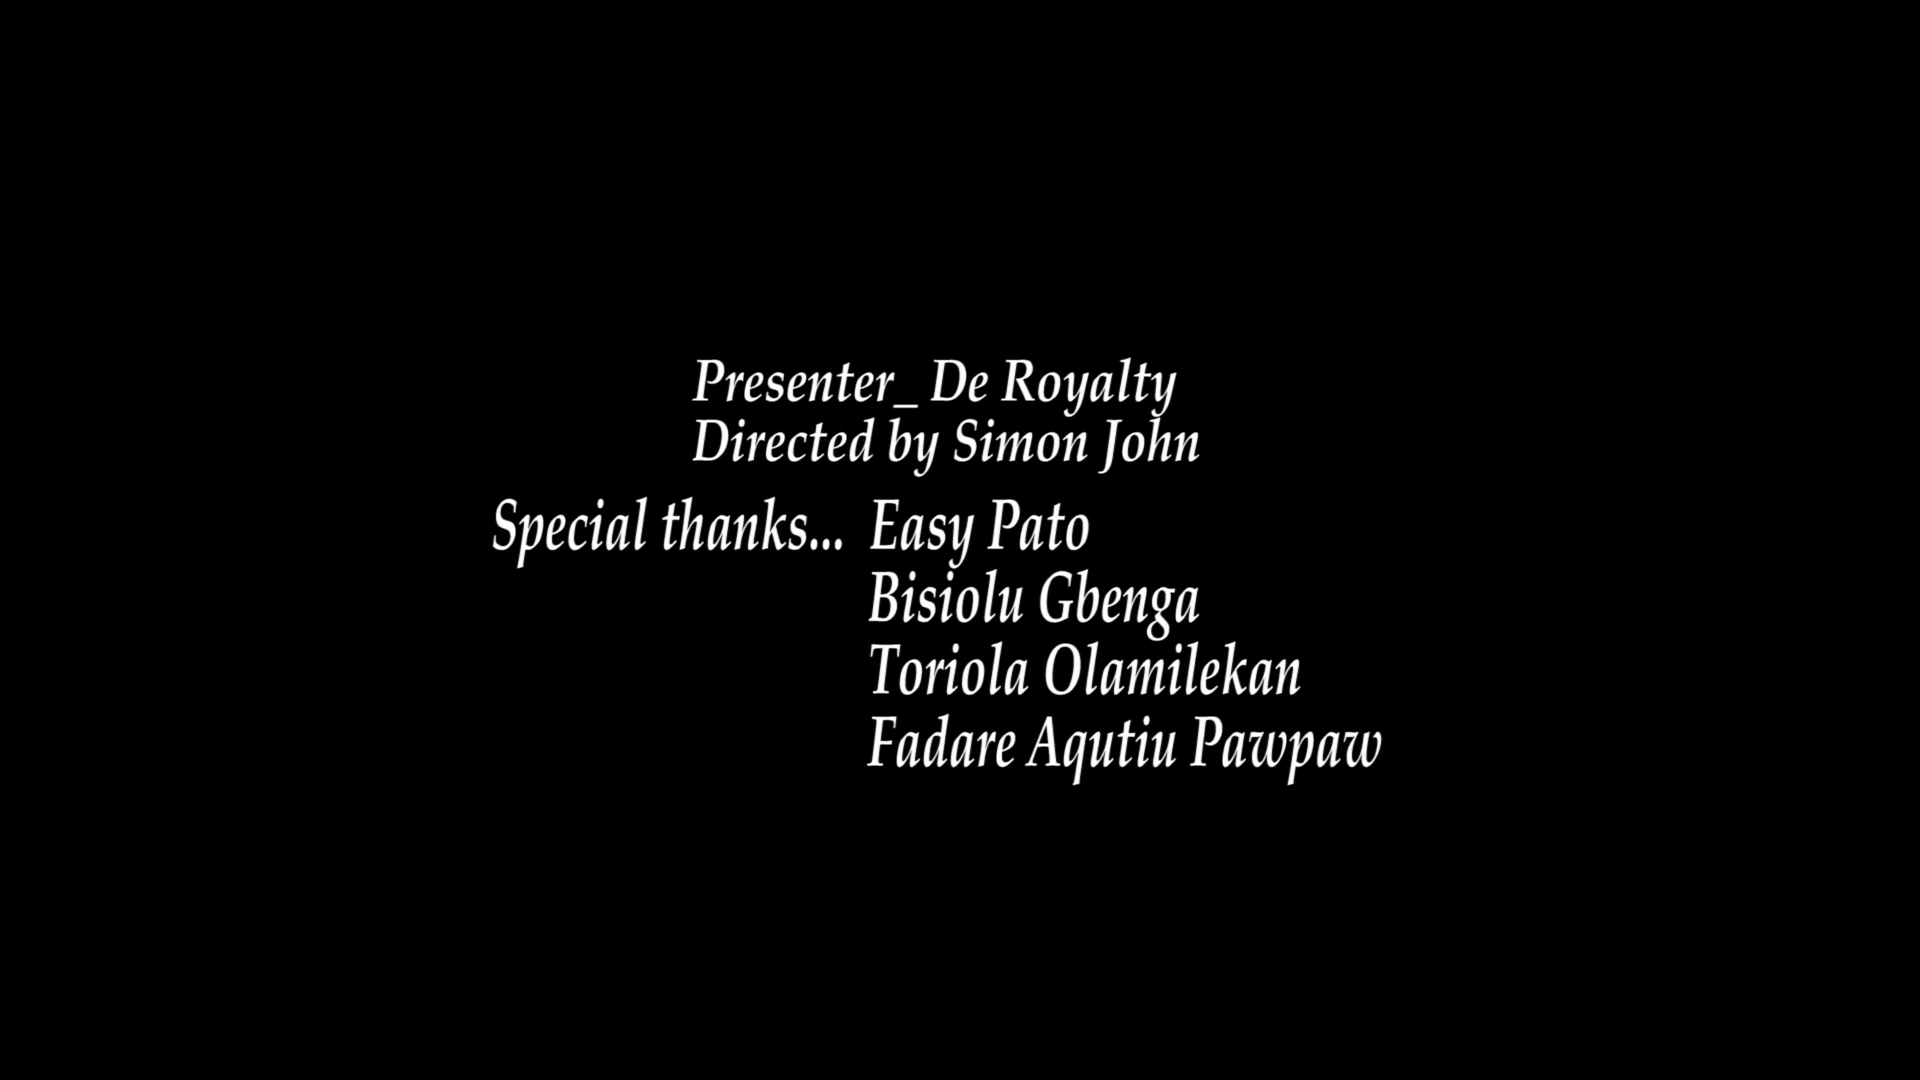 Presenter_ De Royalty
Directed by Simon John
Special thanks... Easy Pato
Bisiolu Gbenga
Toriola Olamilekan
Fadare Aqutiu Pawpaw